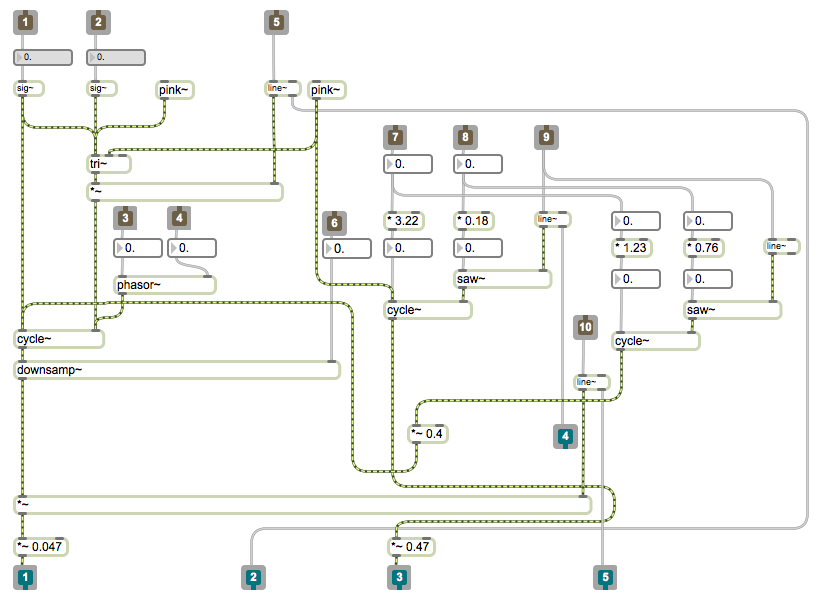 1 2 5
0. 0.
sig~ sig~ pink~ line~ pink~
7 8 9
tri~ 0. 0.
*~
3 4 6 * 3.22 * 0.18 line~ 0. 0.
0. 0. 0. 0. 0. * 1.23 * 0.76 line~
phasor~ saw~ 0. 0.
cycle~ saw~
10
cycle~ cycle~
downsamp~
line~
*~ 0.4 4
*~
*~ 0.047 *~ 0.47
1 2 3 5